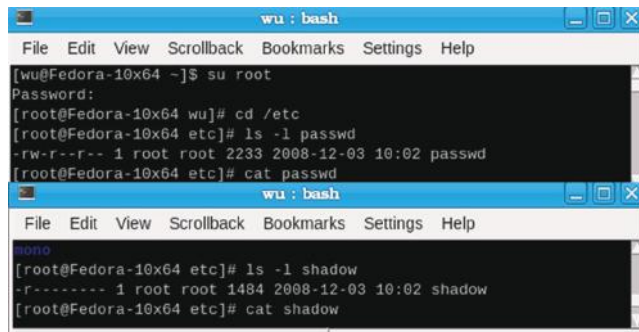 wu : bash
File Edit View Scrollback Bookmarks Settings Help
[wu@Fedora-10x64 ~]$ su root
Password:
[root@Fedora-10x64 wu]# cd /etc
[root@Fedora-10x64 etc]# ls -l passwd
-rw-r--r-- 1 root root 2233 2008-12-03 10:02 passwd
[root@Fedora-10x64 etc]# cat passwd
wu : bash
File Edit View Scrollback Bookmarks Settings Help
mono
[root@Fedora-10x64 etc]# ls -l shadow
-r-------- 1 root root 1484 2008-12-03 10:02 shadow
[root@Fedora-10x64 etc]# cat shadow